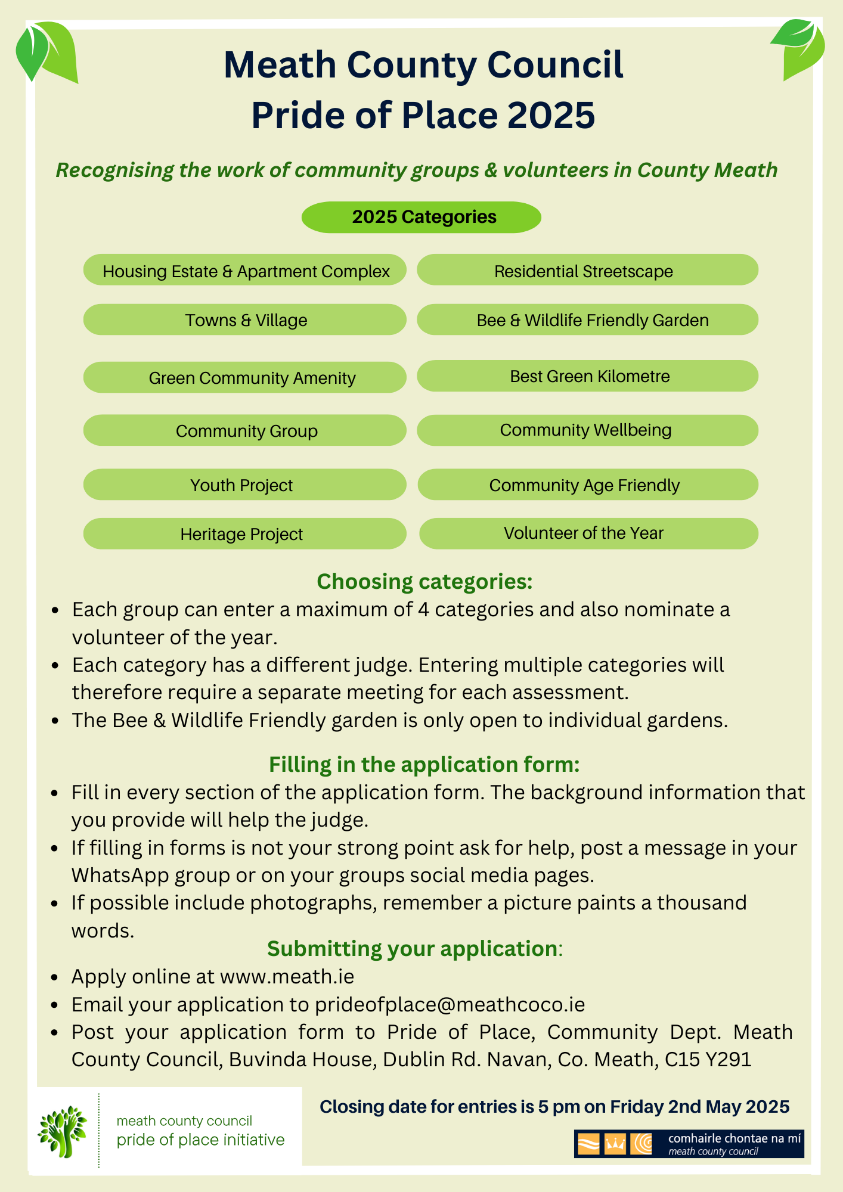 Meath County Council
Pride of Place 2025
Recognising the work of community groups & volunteers in County Meath
2025 Categories
Housing Estate & Apartment Complex
Residential Streetscape
Towns & Village
Bee & Wildlife Friendly Garden
Green Community Amenity
Best Green Kilometre
Community Group
Community Wellbeing
Youth Project
Community Age Friendly
Heritage Project
Volunteer of the Year
Choosing categories:
• Each group can enter a maximum of 4 categories and also nominate a
volunteer of the year.
• Each category has a different judge. Entering multiple categories will
therefore require a separate meeting for each assessment.
• The Bee & Wildlife Friendly garden is only open to individual gardens.
Filling in the application form:
• Fill in every section of the application form. The background information that
you provide will help the judge.
• If filling in forms is not your strong point ask for help, post a message in your
WhatsApp group or on your groups social media pages.
• If possible include photographs, remember a picture paints a thousand
words.
Submitting your application:
• Apply online at www.meath.ie
• Email your application to prideofplace@meathcoco.ie
• Post your application form to Pride of Place, Community Dept. Meath
County Council, Buvinda House, Dublin Rd. Navan, Co. Meath, C15 Y291
meath county council
pride of place initiative
Closing date for entries is 5 pm on Friday 2nd May 2025
comhairle chontae na mí
meath county council